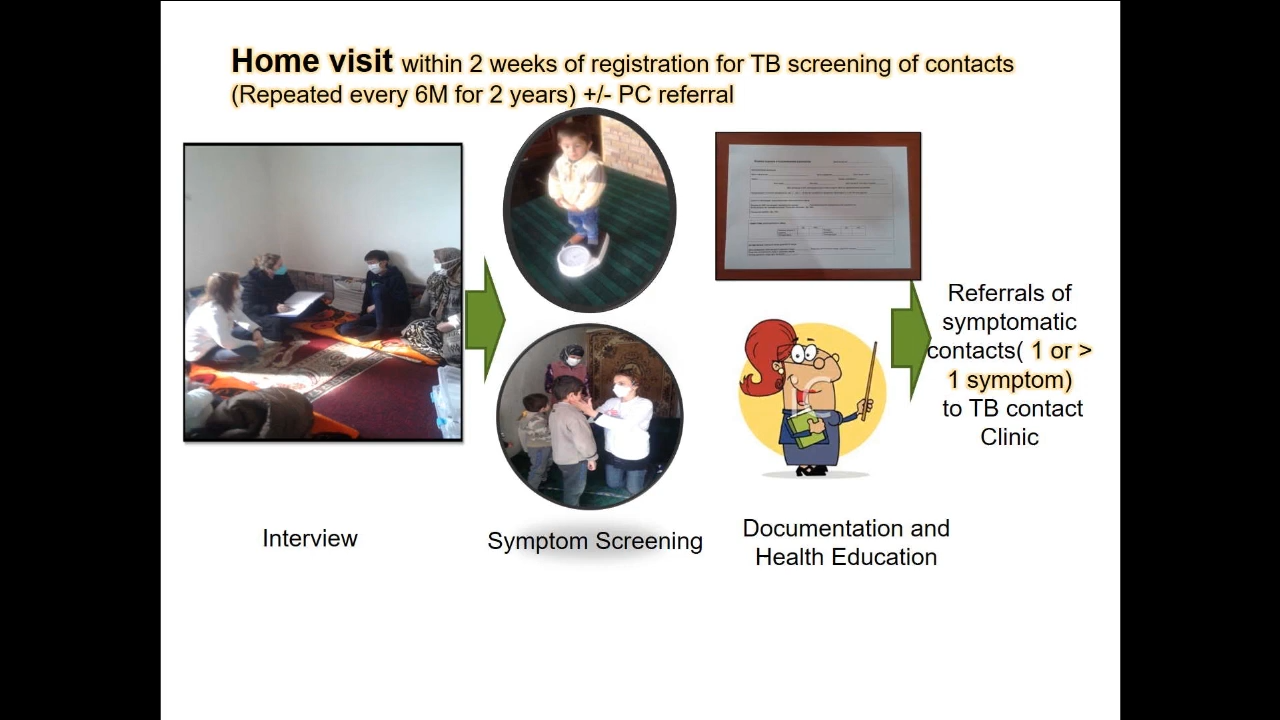 Home visit within 2 weeks of registration for TB screening of contacts
(Repeated every 6M for 2 years) +/- PC referral
Referrals of
symptomatic
contacts( 1 or >
1 symptom)
to TB contact
Clinic
Interview
Symptom Screening
Documentation and
Health Education